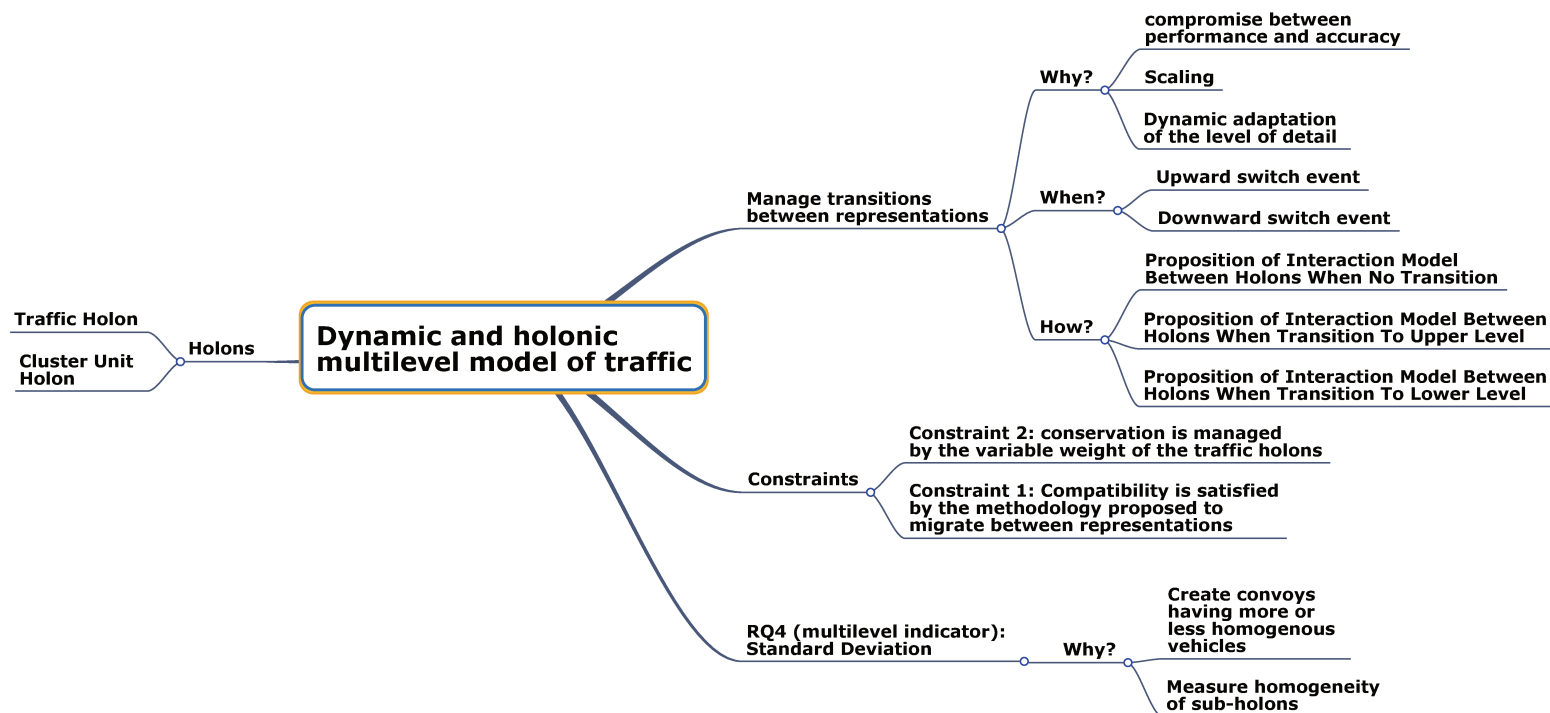 Dynamic and holonic
multilevel model of traffic
Manage transitions
between representations
Why?
compromise between
performance and accuracy
Scaling
Dynamic adaptation
of the level of detail
When?
Upward switch event
Downward switch event
How?
Proposition of Interaction Model
Between Holons When No Transition
Proposition of Interaction Model Between
Holons When Transition To Upper Level
Proposition of Interaction Model Between
Holons When Transition To Lower Level
Constraints
Constraint 2: conservation is managed
by the variable weight of the traffic holons
Constraint 1: Compatibility is satisfied
by the methodology proposed to
migrate between representations
RQ4 (multilevel indicator):
Standard Deviation
Why?
Create convoys
having more or
less homogenous
vehicles
Measure homogeneity
of sub-holons
Holons
Traffic Holon
Cluster Unit
Holon